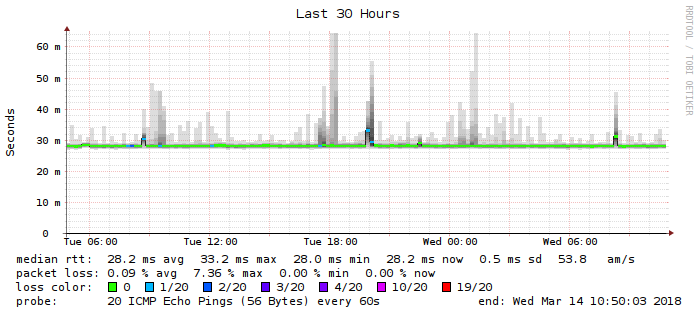 Last 30 Hours
RRDTOOL / TOBI OETIKER
Seconds
60 m
50 m
40 m
30 m
20 m
10 m
0
Tue 06:00 Tue 12:00 Tue 18:00 Wed 00:00 Wed 06:00
median rtt: 28.2 ms avg 33.2 ms max 28.0 ms min 28.2 ms now 0.5 ms sd 53.8 am/s
packet loss: 0.09 % avg 7.36 % max 0.00 % min 0.00 % now
loss color: 0 1/20 2/20 3/20 4/20 10/20 19/20
probe: 20 ICMP Echo Pings (56 Bytes) every 60s end: Wed Mar 14 10:50:03 2018